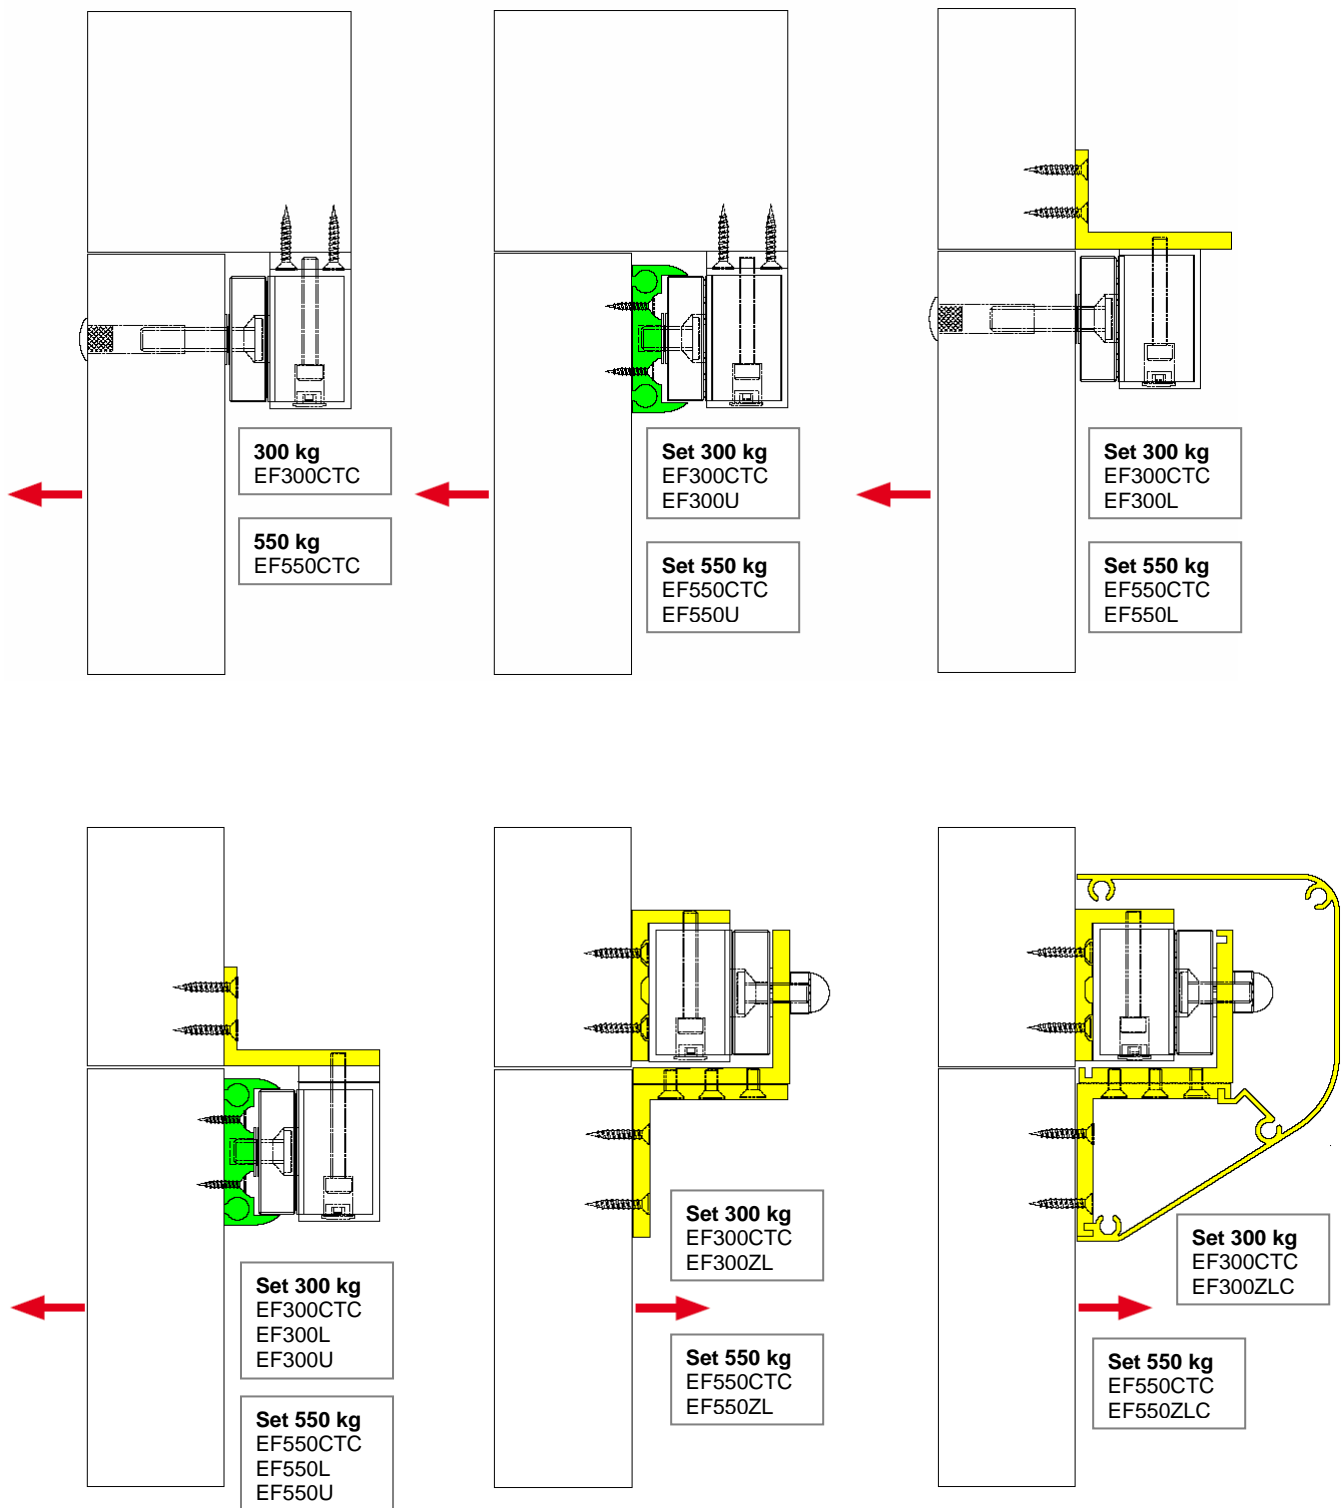 300 kg
EF300CTC
550 kg
EF550CTC
Set 300 kg
EF300CTC
EF300U
Set 550 kg
EF550CTC
EF550U
Set 300 kg
EF300CTC
EF300L
Set 550 kg
EF550CTC
EF550L
Set 300 kg
EF300CTC
EF300L
EF300U
Set 550 kg
EF550CTC
EF550L
EF550U
Set 300 kg
EF300CTC
EF300ZL
Set 550 kg
EF550CTC
EF550ZL
Set 300 kg
EF300CTC
EF300ZLC
Set 550 kg
EF550CTC
EF550ZLC